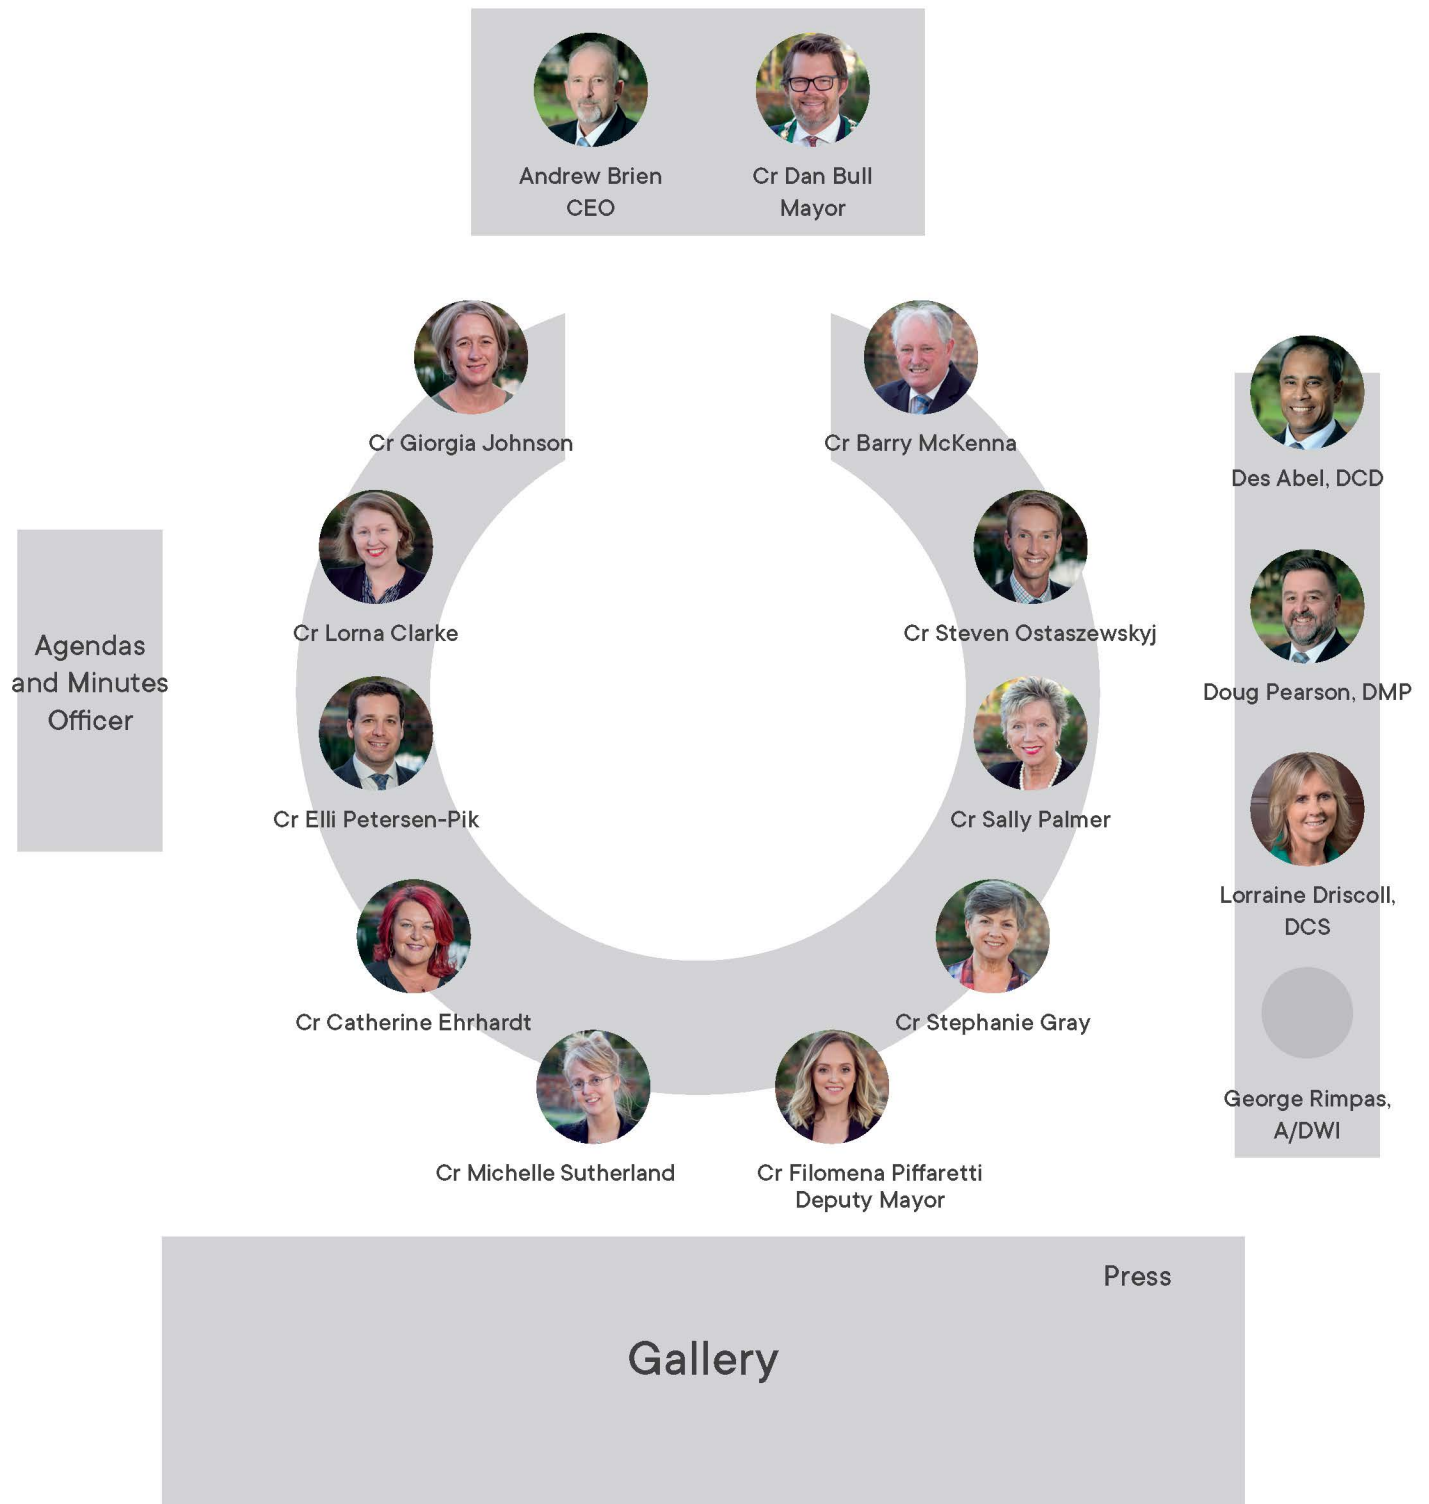 Andrew Brien
CEO
Cr Dan Bull
Mayor
Cr Giorgia Johnson
Cr Barry McKenna
Des Abel, DCD
Cr Lorna Clarke
Cr Steven Ostaszewskyj
Agendas
and Minutes
Officer
Doug Pearson, DMP
Cr Elli Petersen-Pik
Cr Sally Palmer
Lorraine Driscoll,
DCS
Cr Catherine Ehrhardt
Cr Stephanie Gray
George Rimpas,
A/DWI
Cr Michelle Sutherland
Cr Filomena Piffaretti
Deputy Mayor
Press
Gallery